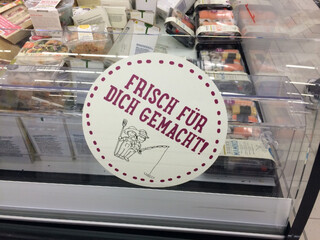 FRISCH FÜR
DICH GEMACHT!